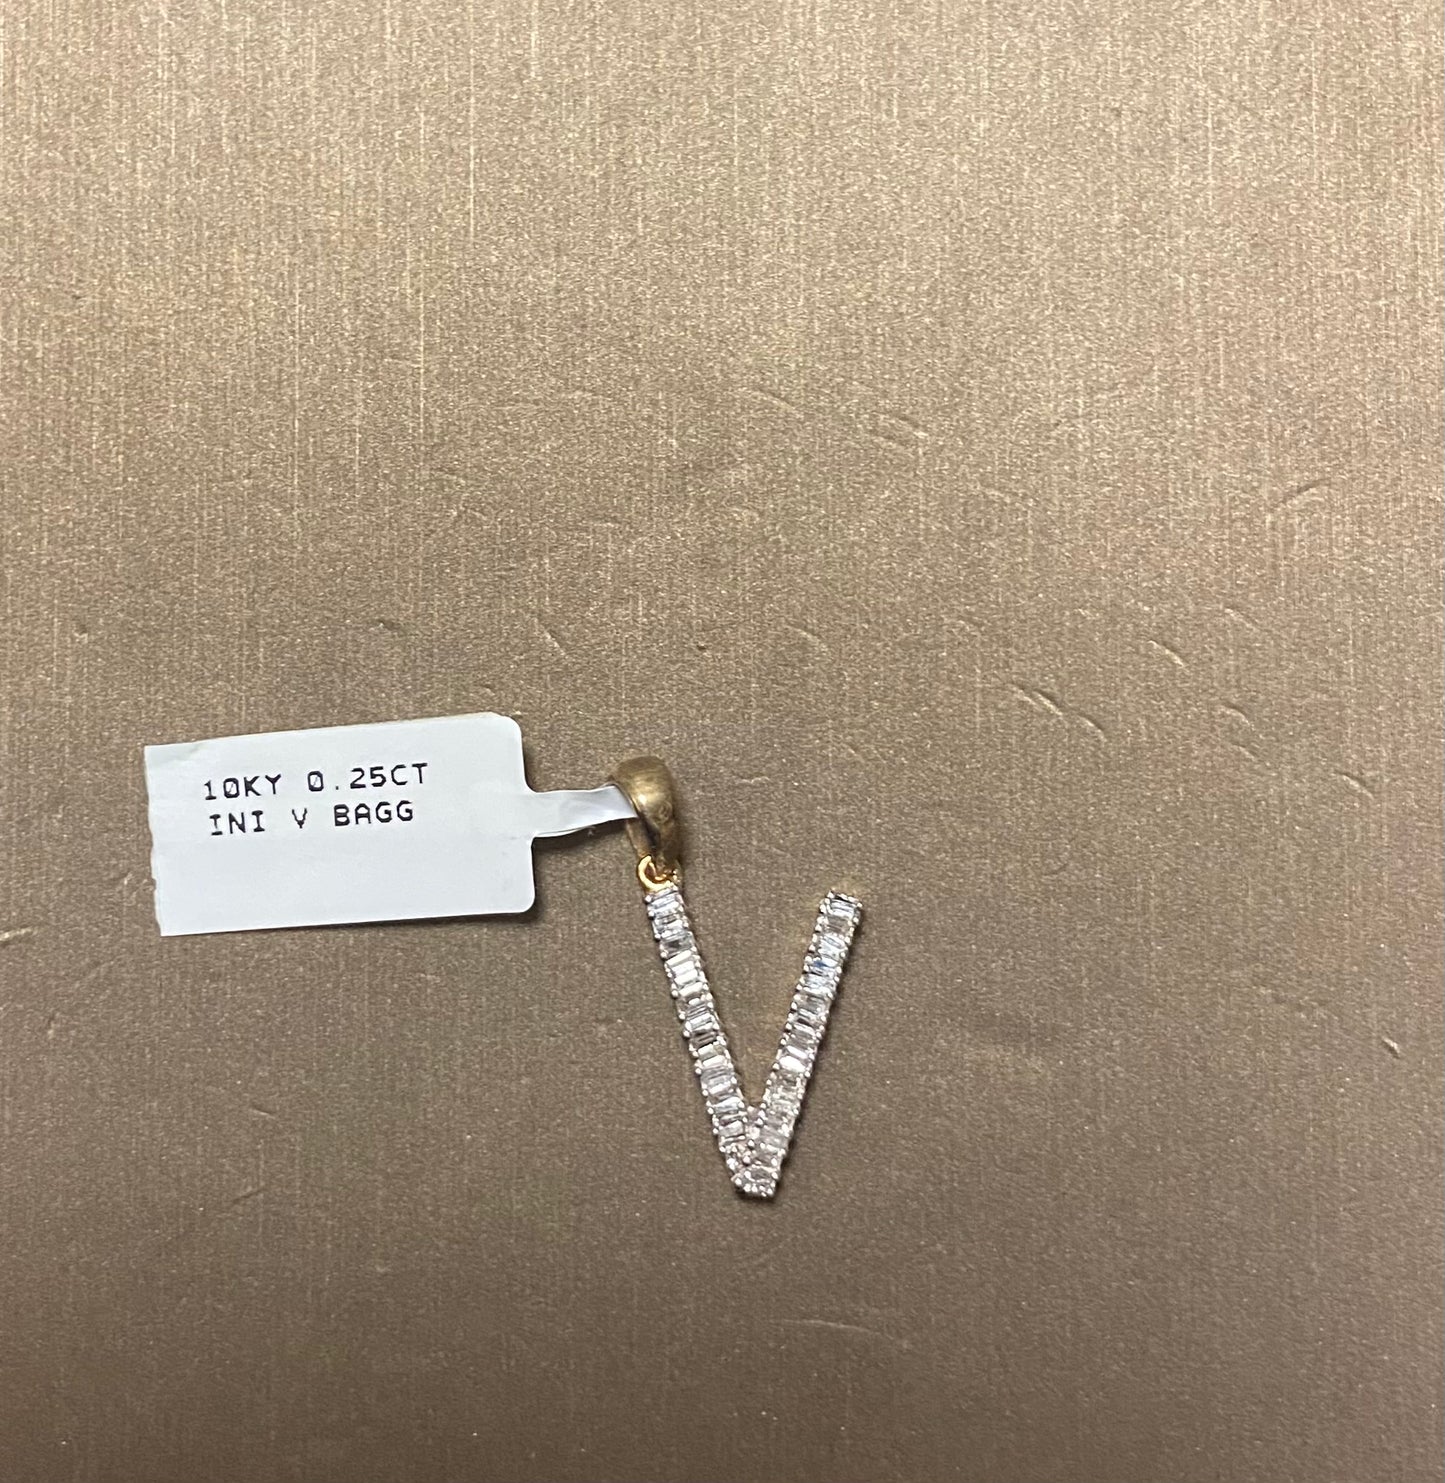 10KY 0.25CT
INI V BAGG